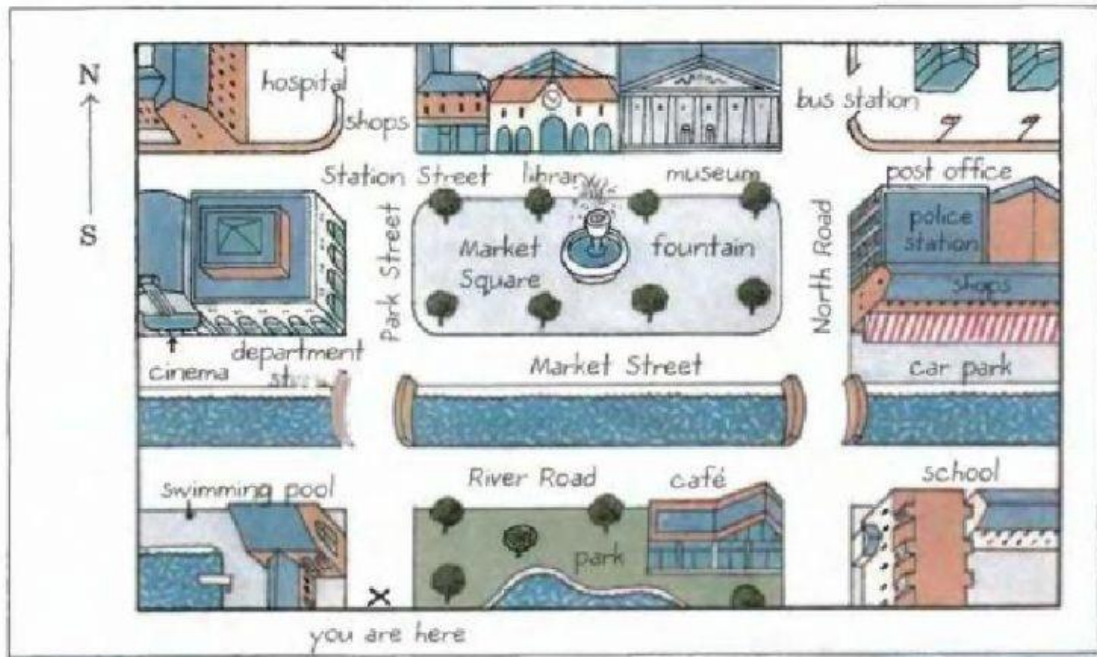 N
S
hospital
shops
bus station
Station Street
library
museum
post office
Park Street
Market
Square
fountain
North Road
police
station
shops
cinema
department
Market Street
car park
River Road
café
school
swimming pool
park
you are here